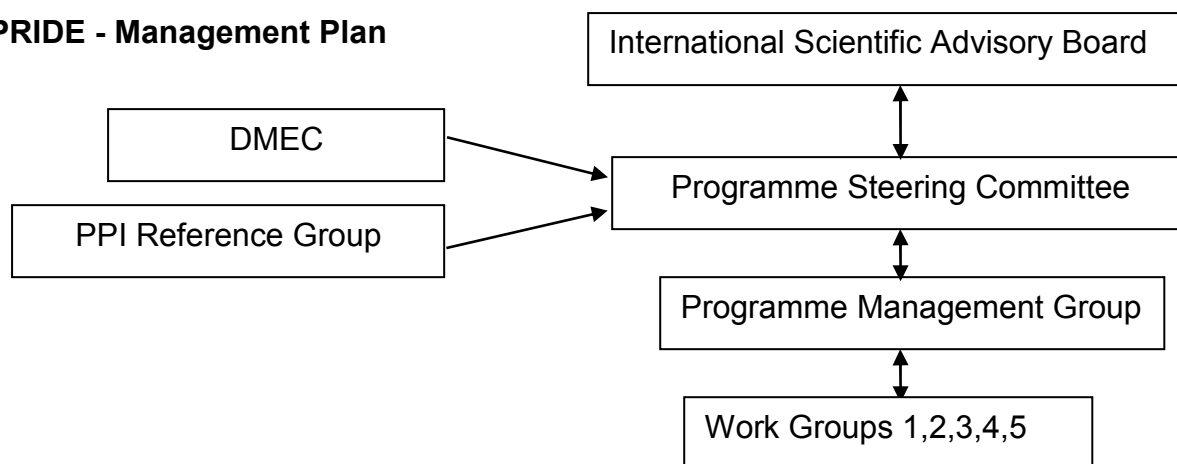 PRIDE - Management Plan
International Scientific Advisory Board
DMEC
Programme Steering Committee
PPI Reference Group
Programme Management Group
Work Groups 1,2,3,4,5